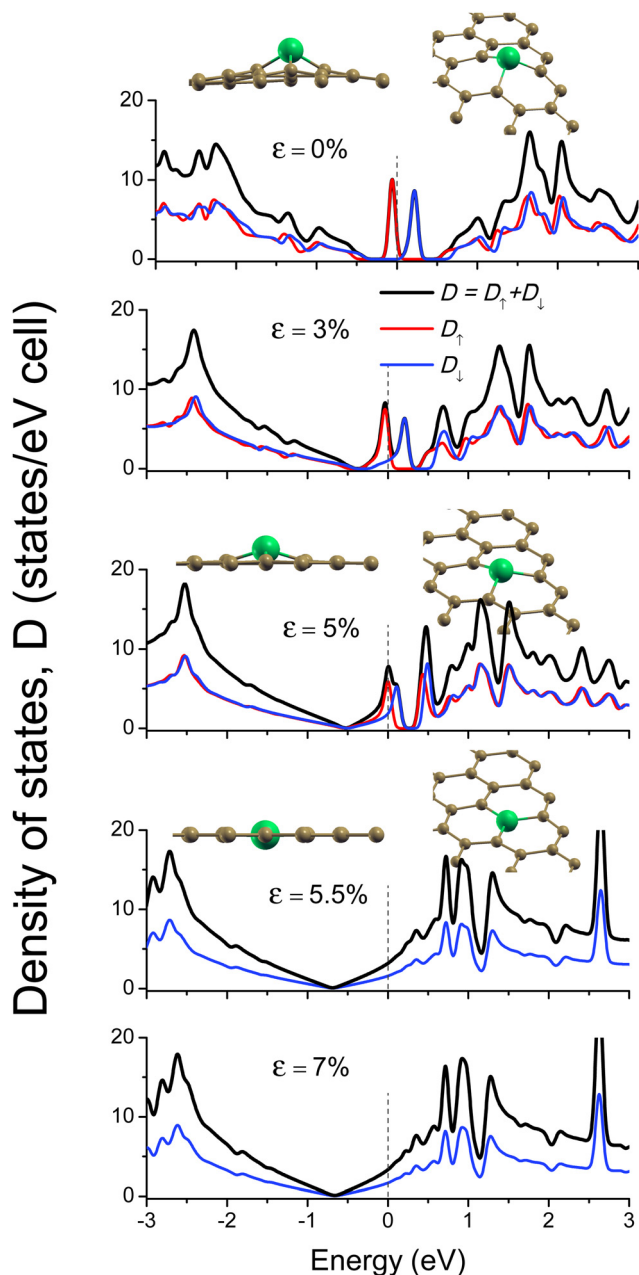 20
ε = 0%
10
0
20
D = D↑+D↓
ε = 3%
D↑
10
D↓
0
20
ε = 5%
10
0
20
ε = 5.5%
10
0
20
ε = 7%
10
0
-3 -2 -1 0 1 2 3
Energy (eV)
Density of states, D (states/eV cell)